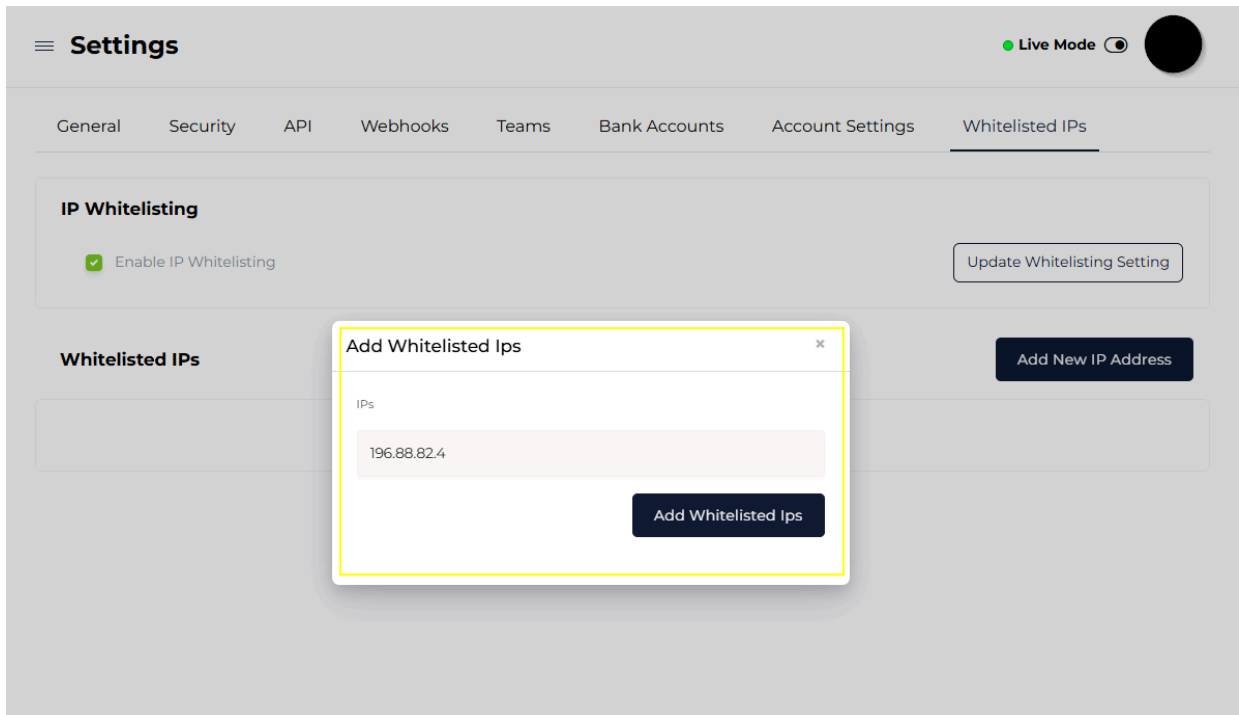 Settings
Live Mode
General Security API Webhooks Teams Bank Accounts Account Settings Whitelisted IPs
IP Whitelisting
Enable IP Whitelisting
Update Whitelisting Setting
Whitelisted IPs
Add New IP Address
Add Whitelisted Ips
×
IPs
196.88.82.4
Add Whitelisted Ips